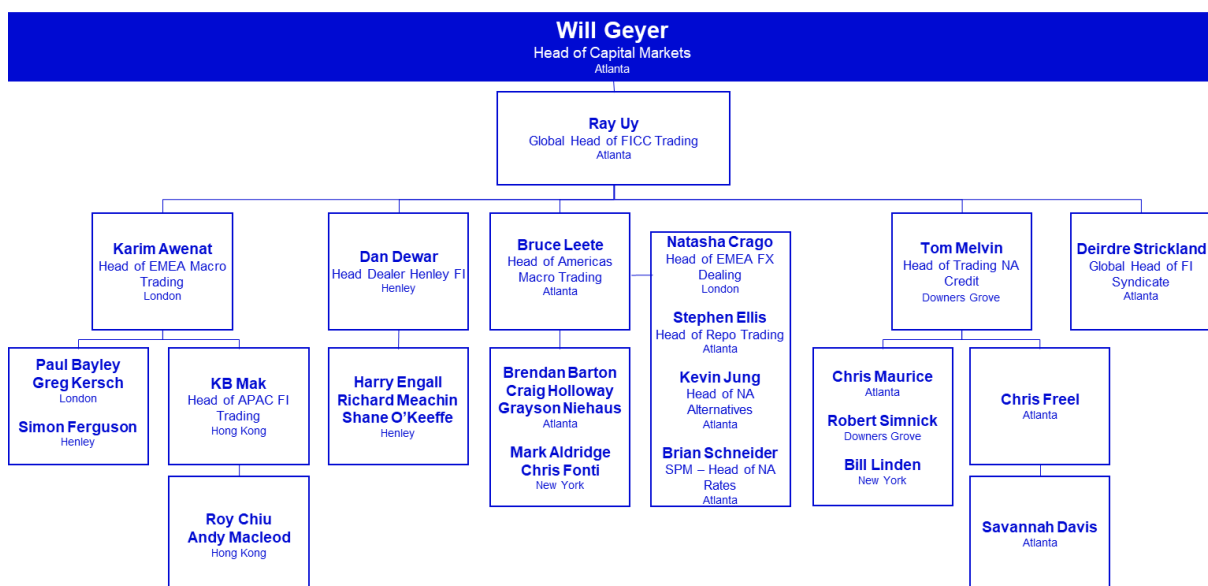 Will Geyer
Head of Capital Markets
Atlanta
Ray Uy
Global Head of FICC Trading
Atlanta
Karim Awenat
Head of EMEA Macro
Trading
London
Dan Dewar
Head Dealer Henley FI
Henley
Bruce Leete
Head of Americas
Macro Trading
Atlanta
Natasha Crago
Head of EMEA FX
Dealing
London
Stephen Ellis
Head of Repo Trading
Atlanta
Kevin Jung
Head of NA
Alternatives
Atlanta
Brian Schneider
SPM – Head of NA
Rates
Atlanta
Tom Melvin
Head of Trading NA
Credit
Downers Grove
Deirdre Strickland
Global Head of FI
Syndicate
Atlanta
Paul Bayley
Greg Kersch
London
Simon Ferguson
Henley
KB Mak
Head of APAC FI
Trading
Hong Kong
Harry Engall
Richard Meachin
Shane O’Keeffe
Henley
Brendan Barton
Craig Holloway
Grayson Niehaus
Atlanta
Mark Aldridge
Chris Fonti
New York
Chris Maurice
Atlanta
Robert Simnick
Downers Grove
Bill Linden
New York
Chris Freel
Atlanta
Roy Chiu
Andy Macleod
Hong Kong
Savannah Davis
Atlanta